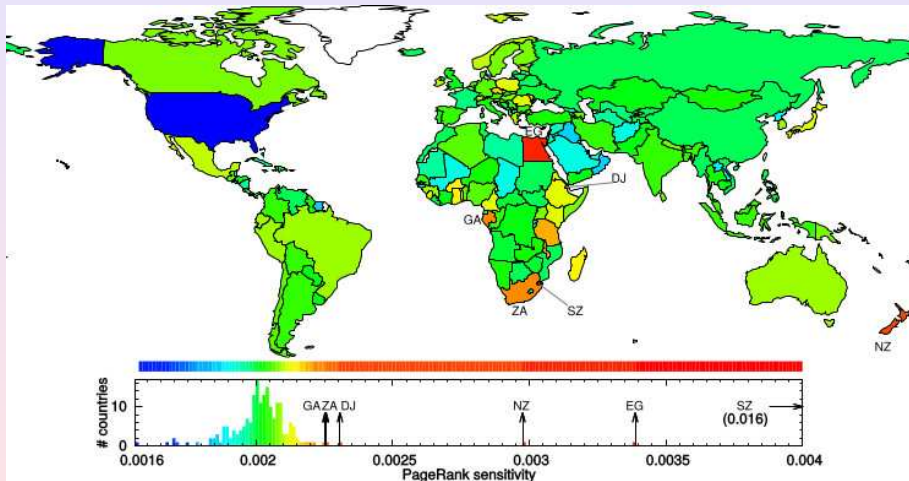 EG
DJ
GA
ZA
SZ
NZ
# countries
10
0
GA ZA DJ
NZ
EG
SZ
(0.016)
0.0016
0.002
0.0025
0.003
0.0035
0.004
PageRank sensitivity